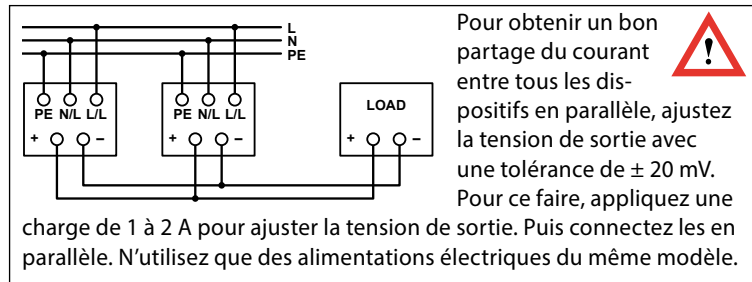 L
N
PE
PE N/L L/L
+ –
PE N/L L/L
+ –
LOAD
+ –
Pour obtenir un bon
partage du courant
entre tous les dis-
positifs en parallèle, ajustez
la tension de sortie avec
une tolérance de ± 20 mV.
Pour ce faire, appliquez une
charge de 1 à 2 A pour ajuster la tension de sortie. Puis connectez les en
parallèle. N’utilisez que des alimentations électriques du même modèle.
!